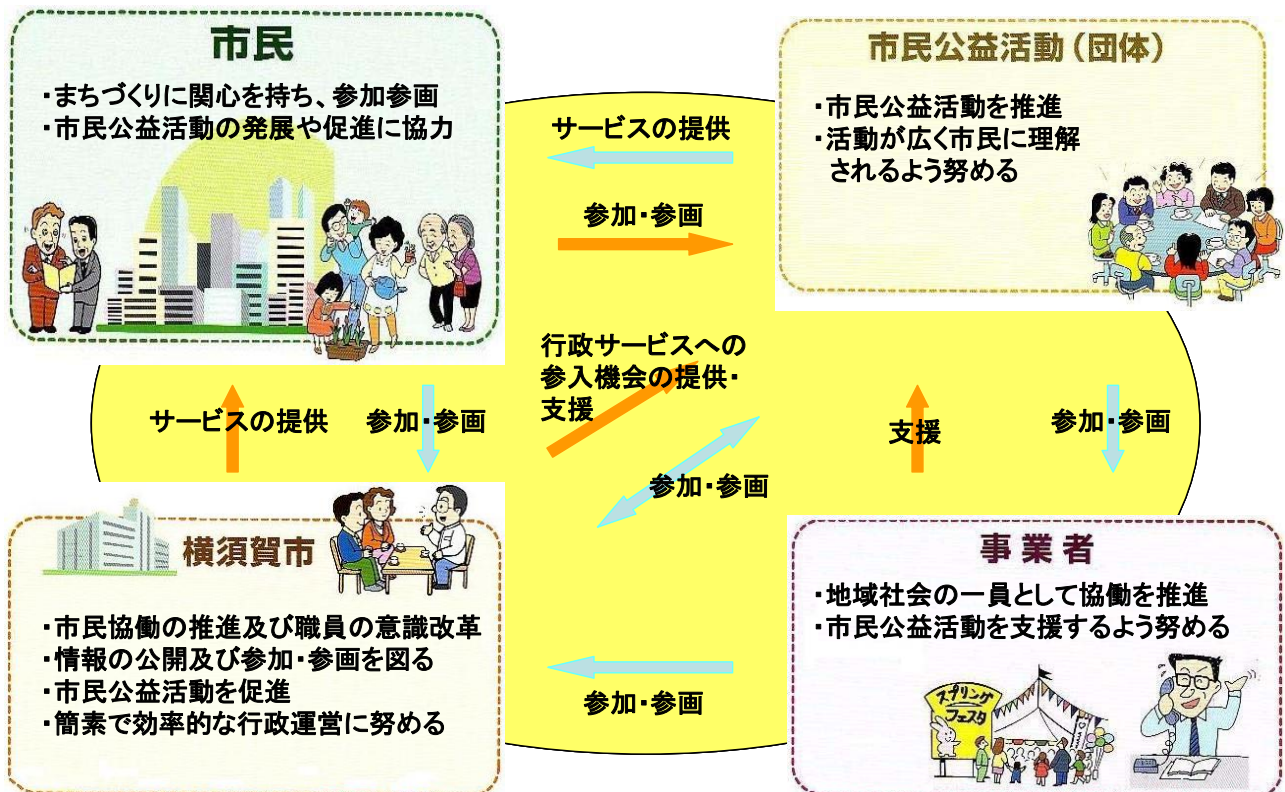 市民
・まちづくりに関心を持ち、参加参画
・市民公益活動の発展や促進に協力
市民公益活動(団体)
・市民公益活動を推進
・活動が広く市民に理解
されるよう努める
サービスの提供
参加・参画
行政サービスへの
参入機会の提供・
支援
サービスの提供
参加・参画
支援
参加・参画
参加・参画
横須賀市
・市民協働の推進及び職員の意識改革
・情報の公開及び参加・参画を図る
・市民公益活動を促進
・簡素で効率的な行政運営に努める
参加・参画
事業者
・地域社会の一員として協働を推進
・市民公益活動を支援するよう努める
スプリング
フェスタ